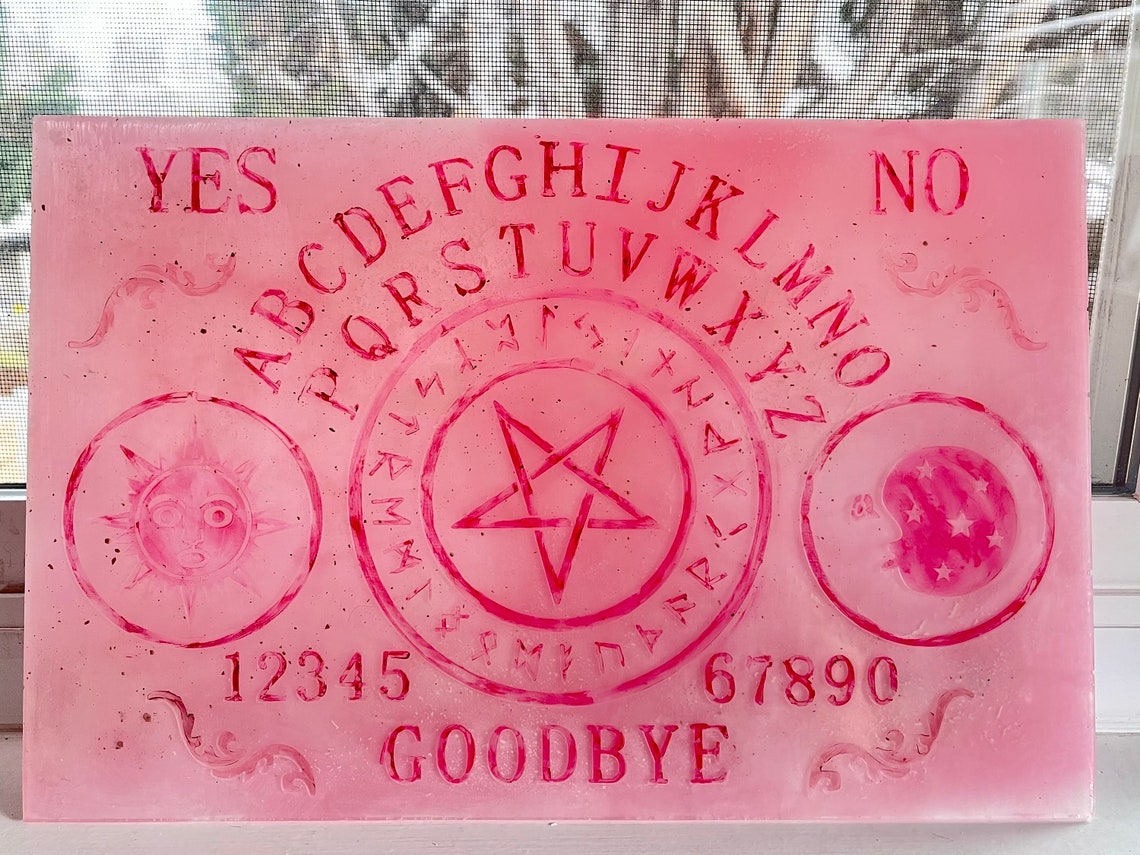 YES
NO
ABCDEFGHIJKLMNO
PQRSTUVWXYZ
12345
67890
GOODBYE